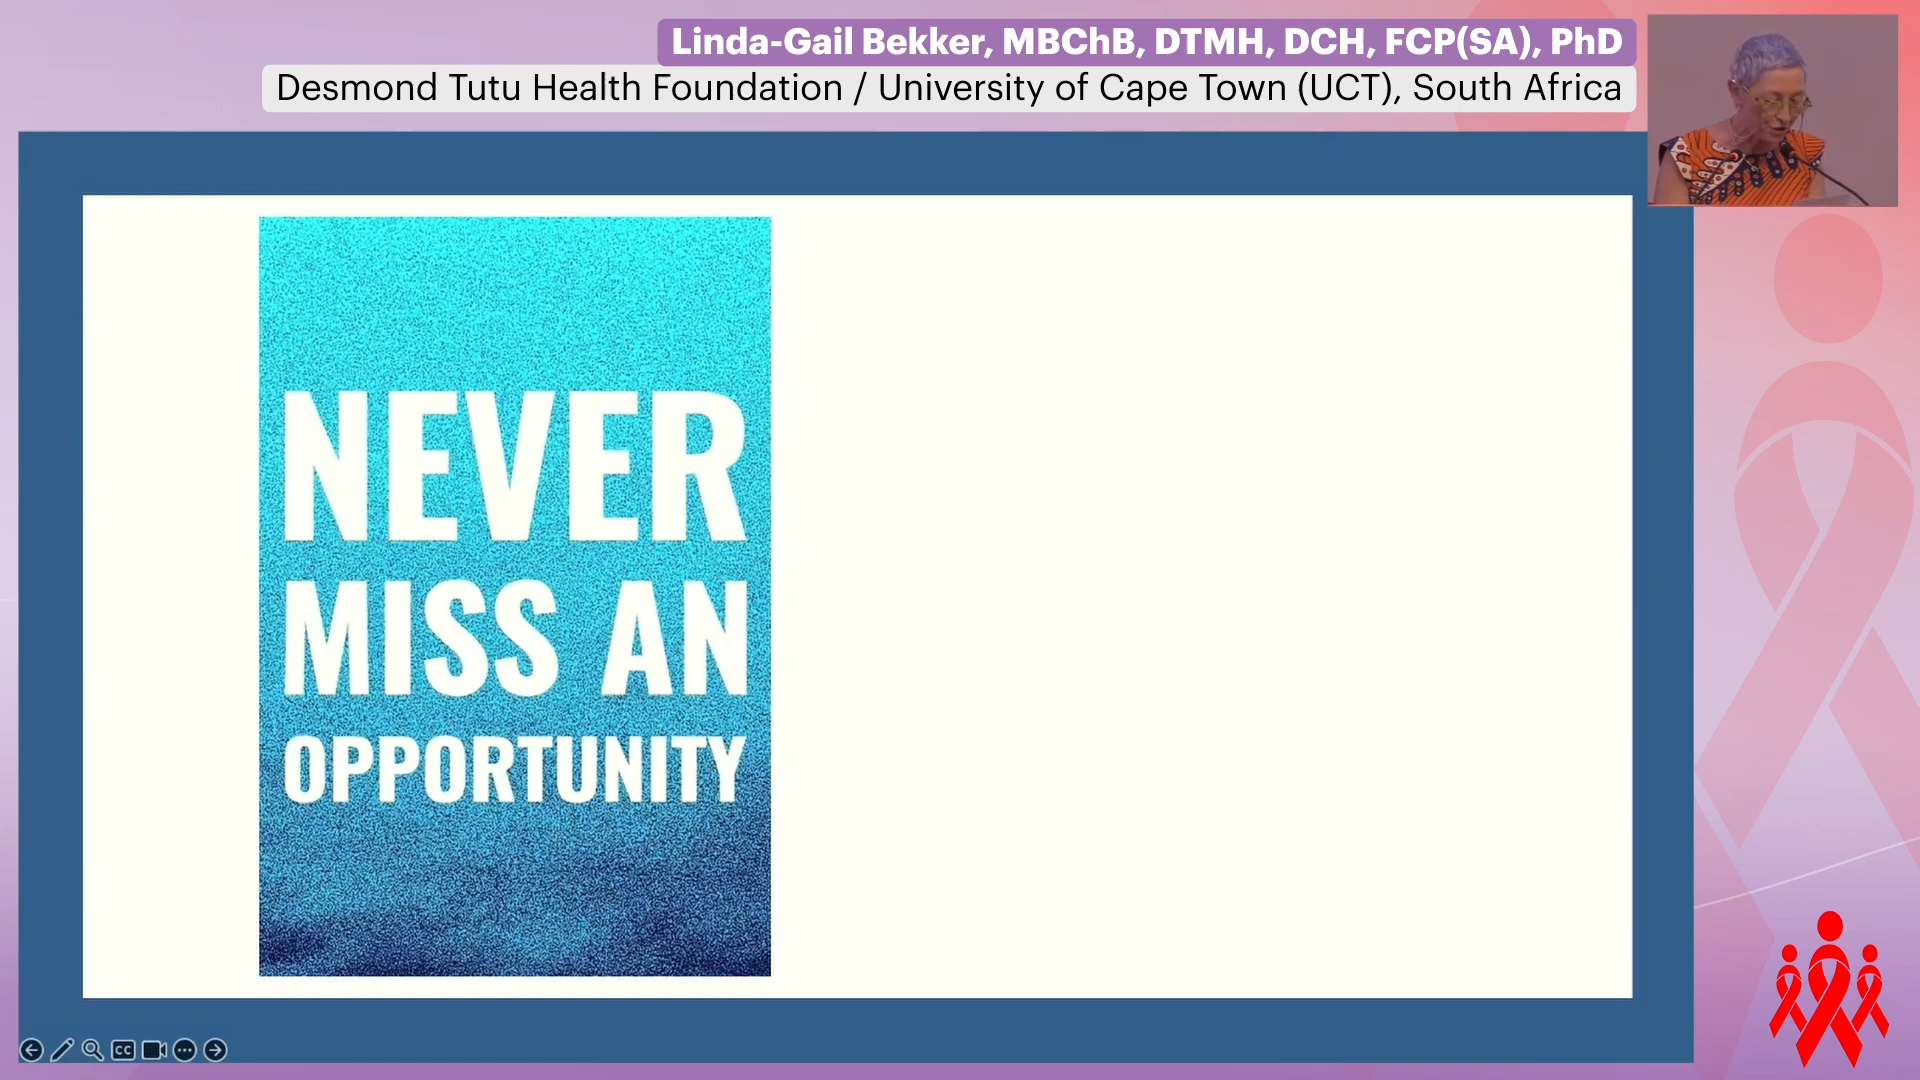 Linda-Gail Bekker, MBChB, DTMH, DCH, FCP(SA), PhD
Desmond Tutu Health Foundation / University of Cape Town (UCT), South Africa
NEVER
MISS AN
OPPORTUNITY
CC